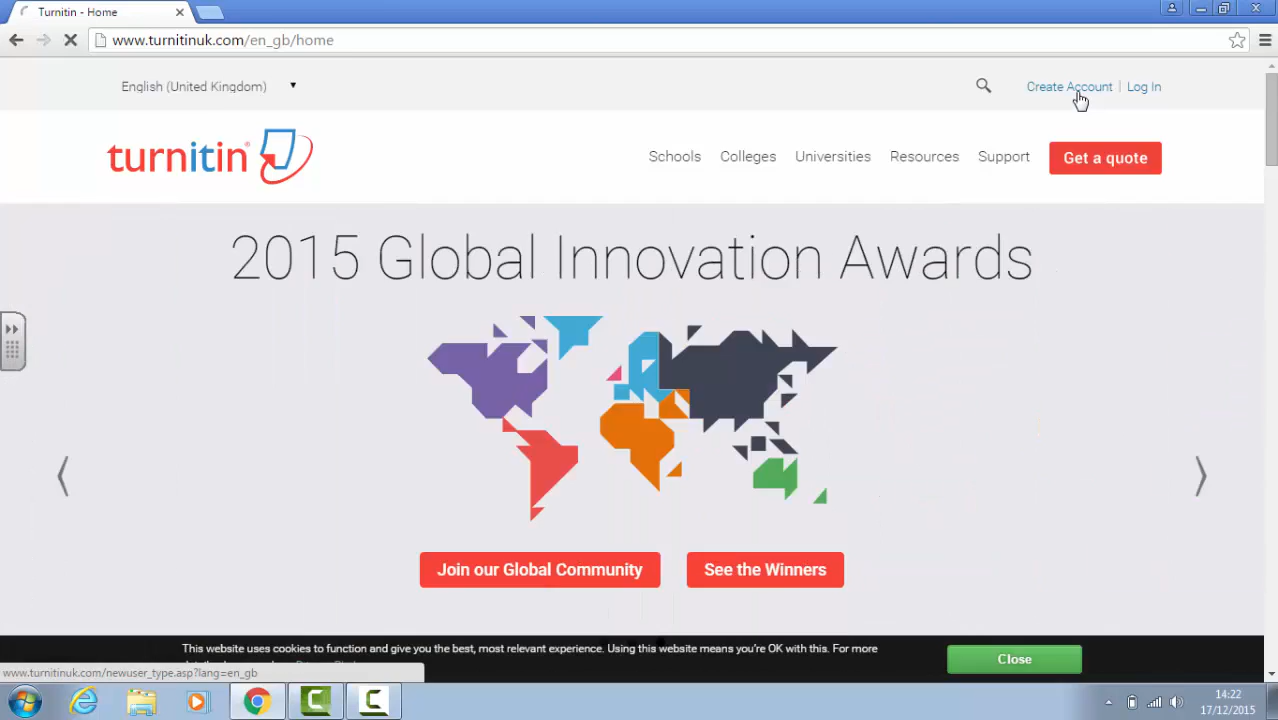 Turnitin - Home
www.turnitinuk.com/en_gb/home
English (United Kingdom)
Create Account | Log In
turnitin
Schools Colleges Universities Resources Support Get a quote
2015 Global Innovation Awards
Join our Global Community See the Winners
This website uses cookies to function and give you the best, most relevant experience. Using this website means you're OK with this. For more
Close
www.turnitinuk.com/newuser_type.asp?lang=en_gb
14:22
17/12/2015